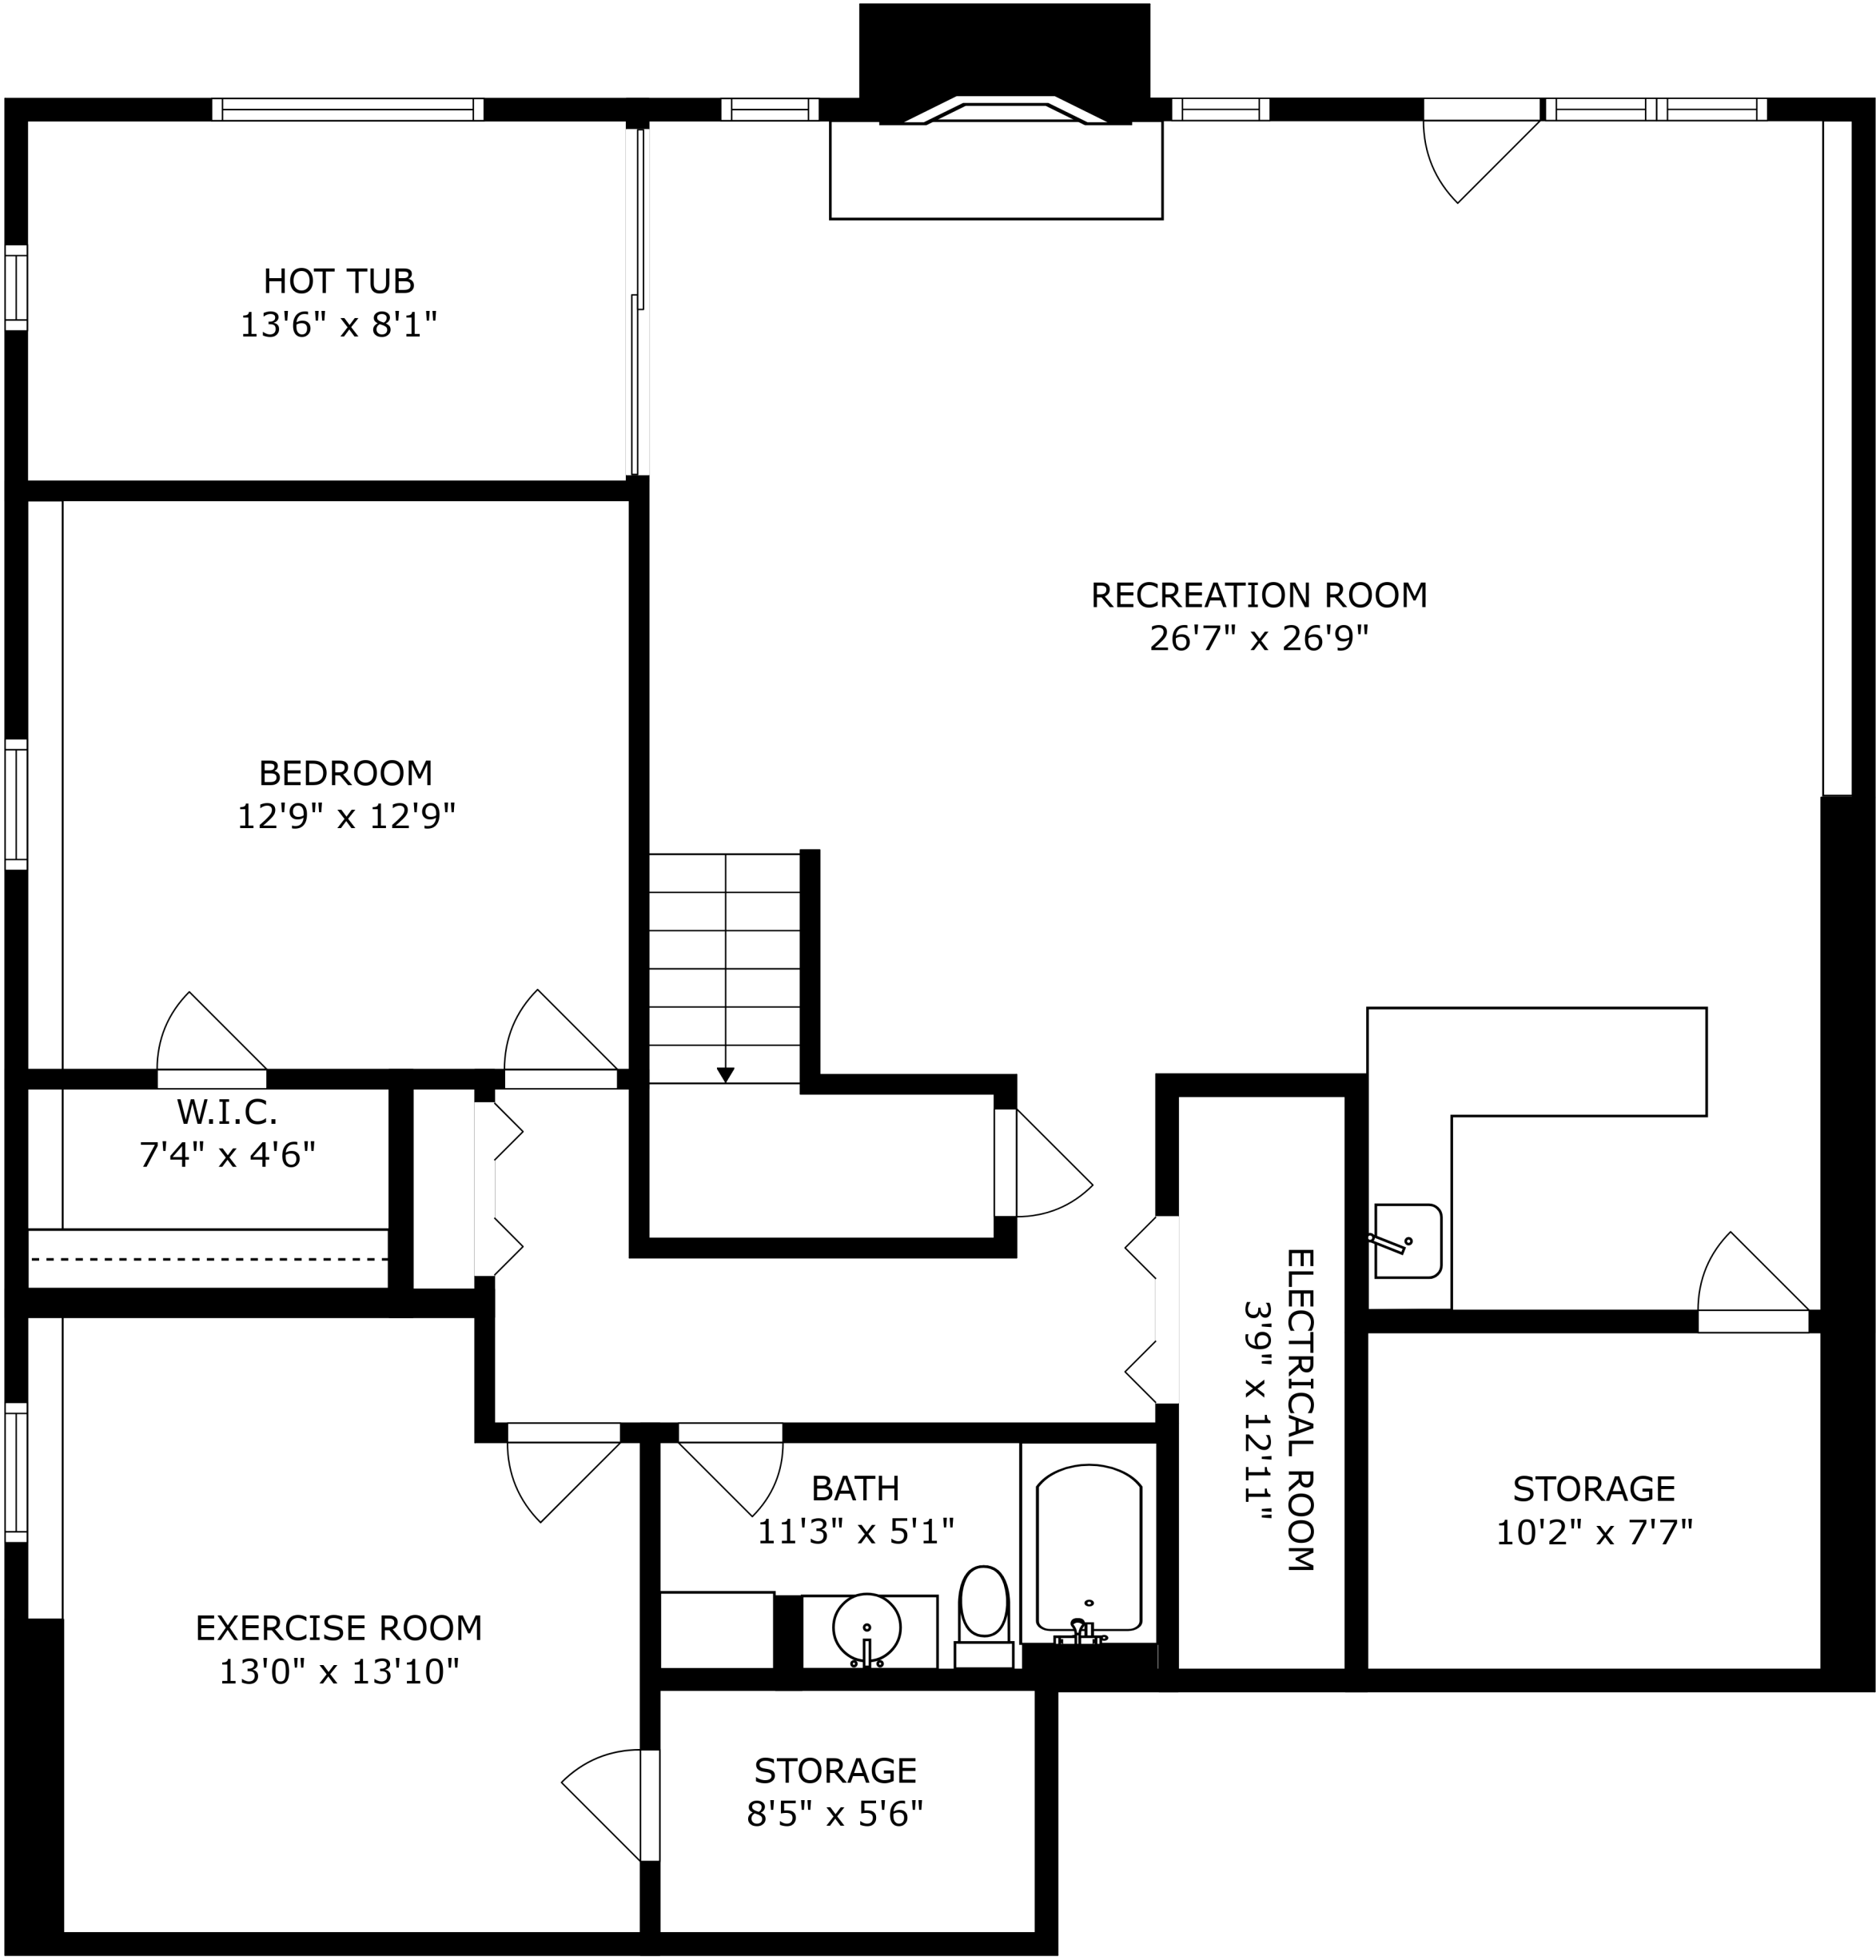 HOT TUB
13'6" x 8'1"
RECREATION ROOM
26'7" x 26'9"
BEDROOM
12'9" x 12'9"
W.I.C.
7'4" x 4'6"
ELECTRICAL ROOM
3'9" x 12'11"
BATH
11'3" x 5'1"
STORAGE
10'2" x 7'7"
EXERCISE ROOM
13'0" x 13'10"
STORAGE
8'5" x 5'6"